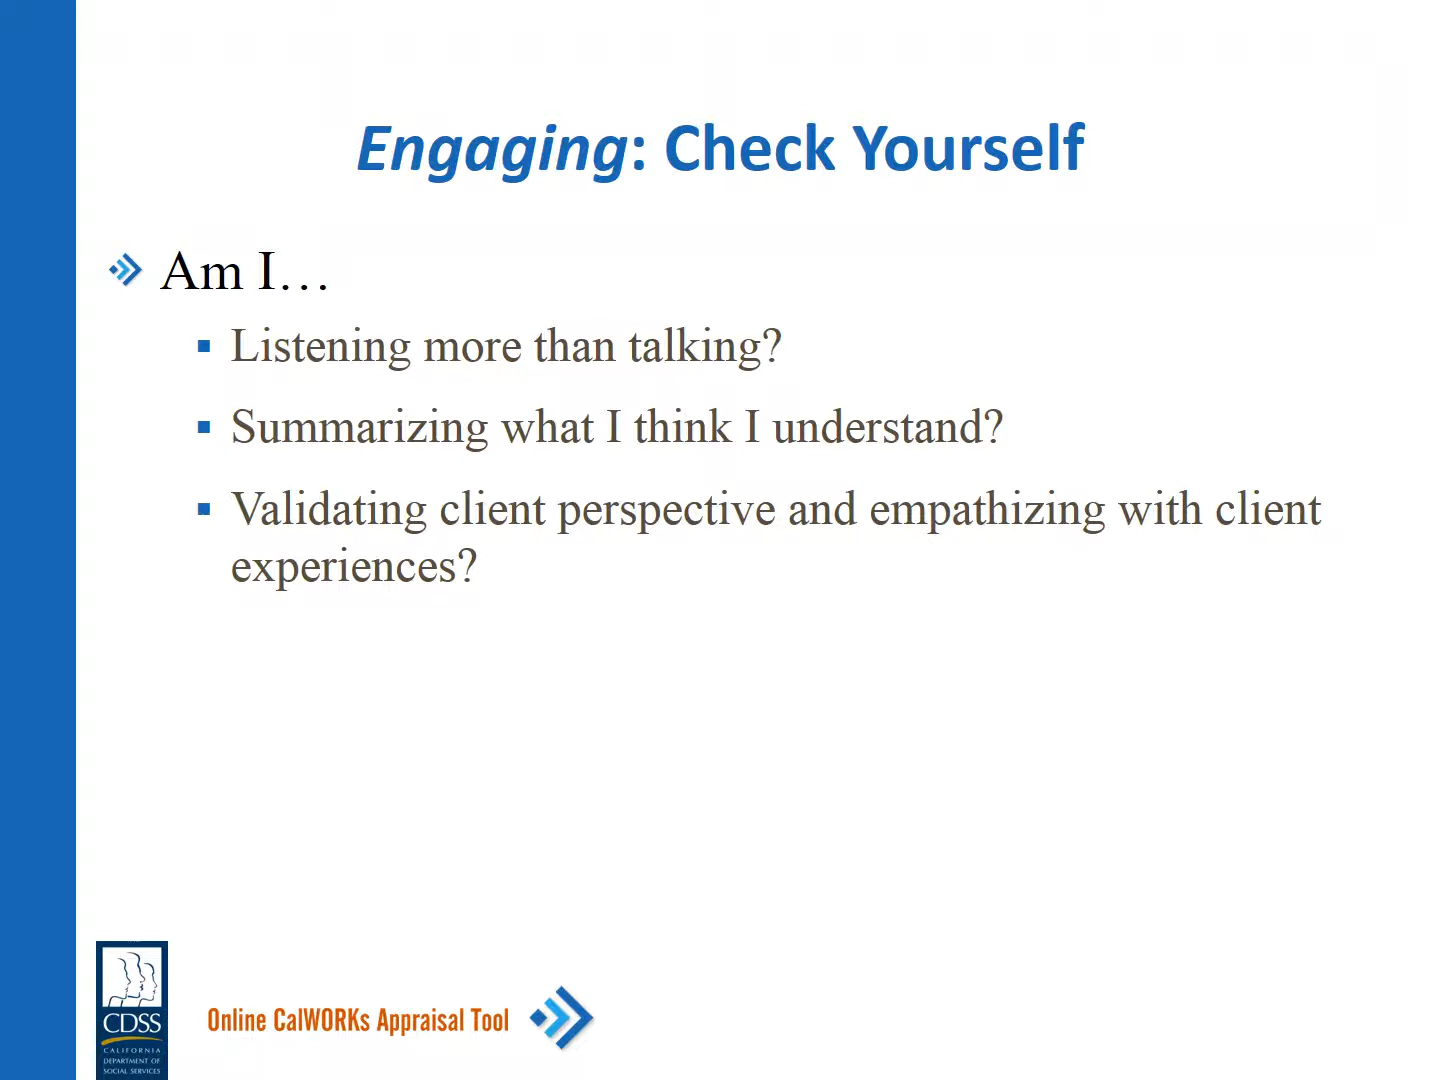 Engaging: Check Yourself
Am I…
Listening more than talking?
Summarizing what I think I understand?
Validating client perspective and empathizing with client
experiences?
CDSS
CALIFORNIA
DEPARTMENT OF
SOCIAL SERVICES
Online CalWORKs Appraisal Tool